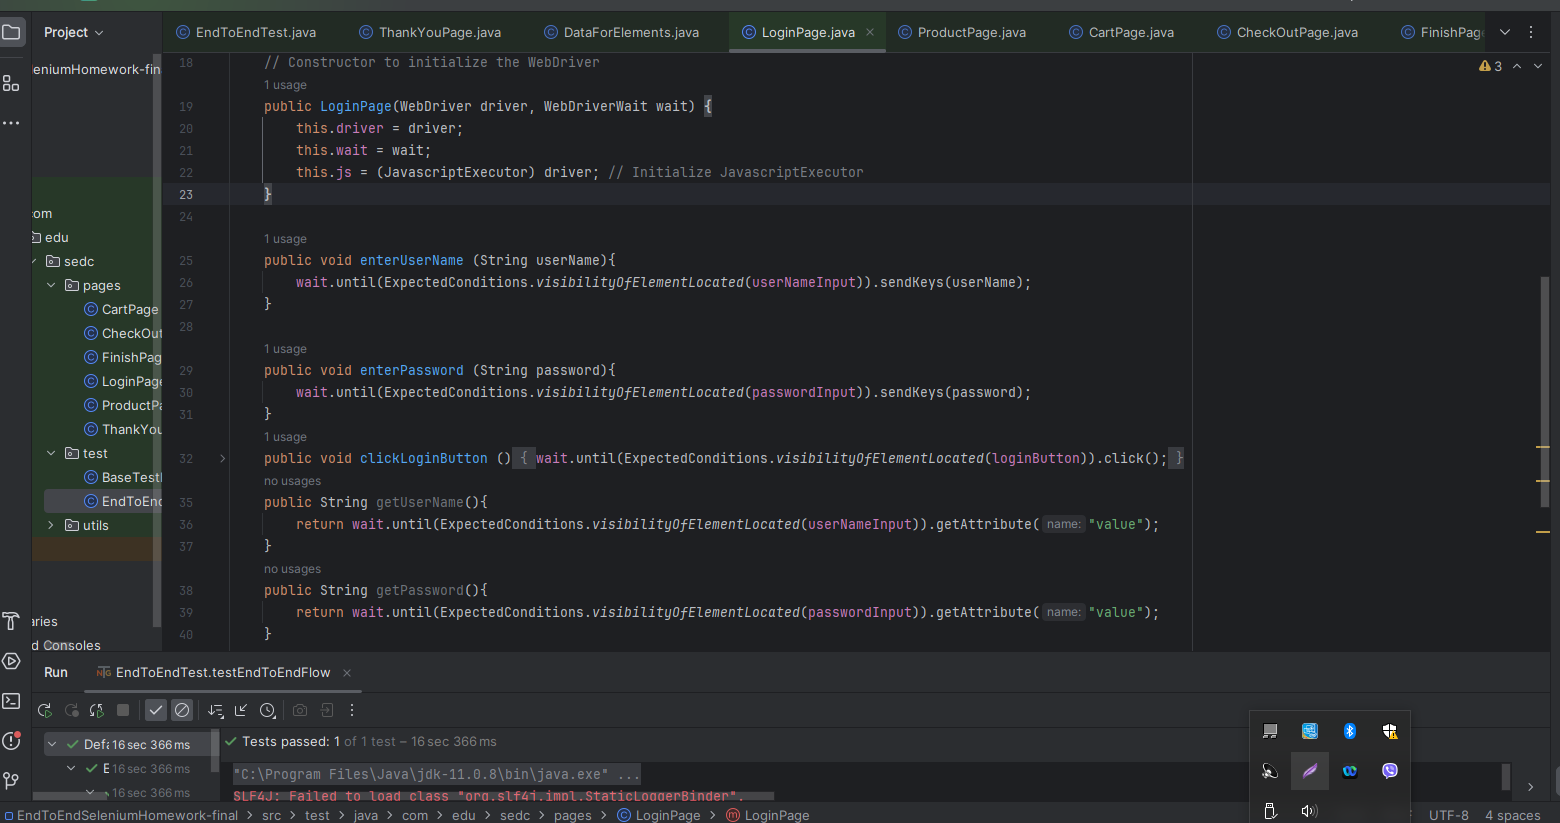 Project
EndToEndTest.java
ThankYouPage.java
DataForElements.java
LoginPage.java
ProductPage.java
CartPage.java
CheckOutPage.java
FinishPag
eleniumHomework-fin
com
edu
sedc
pages
CartPage
CheckOut
FinishPag
LoginPage
ProductPa
ThankYou
test
BaseTest
EndToEnd
utils
aries
d Consoles
3
18 // Constructor to initialize the WebDriver
1 usage
19 public LoginPage(WebDriver driver, WebDriverWait wait) {
20 this.driver = driver;
21 this.wait = wait;
22 this.js = (JavascriptExecutor) driver; // Initialize JavascriptExecutor
23 }
24
1 usage
25 public void enterUserName (String userName){
26 wait.until(ExpectedConditions.visibilityOfElementLocated(userNameInput)).sendKeys(userName);
27 }
28
1 usage
29 public void enterPassword (String password){
30 wait.until(ExpectedConditions.visibilityOfElementLocated(passwordInput)).sendKeys(password);
31 }
1 usage
32 public void clickLoginButton () { wait.until(ExpectedConditions.visibilityOfElementLocated(loginButton)).click(); }
no usages
35 public String getUserName(){
36 return wait.until(ExpectedConditions.visibilityOfElementLocated(userNameInput)).getAttribute( name: "value");
37 }
no usages
38 public String getPassword(){
39 return wait.until(ExpectedConditions.visibilityOfElementLocated(passwordInput)).getAttribute( name: "value");
40 }
Run
EndToEndTest.testEndToEndFlow
Defa 16 sec 366 ms
E 16 sec 366 ms
16 sec 366 ms
Tests passed: 1 of 1 test – 16 sec 366 ms
"C:\Program Files\Java\jdk-11.0.8\bin\java.exe" ...
SLF4J: Failed to load class "org.slf4j.impl.StaticLoggerBinder".
EndToEndSeleniumHomework-final > src > test > java > com > edu > sedc > pages > LoginPage > LoginPage
UTF-8
4 spaces